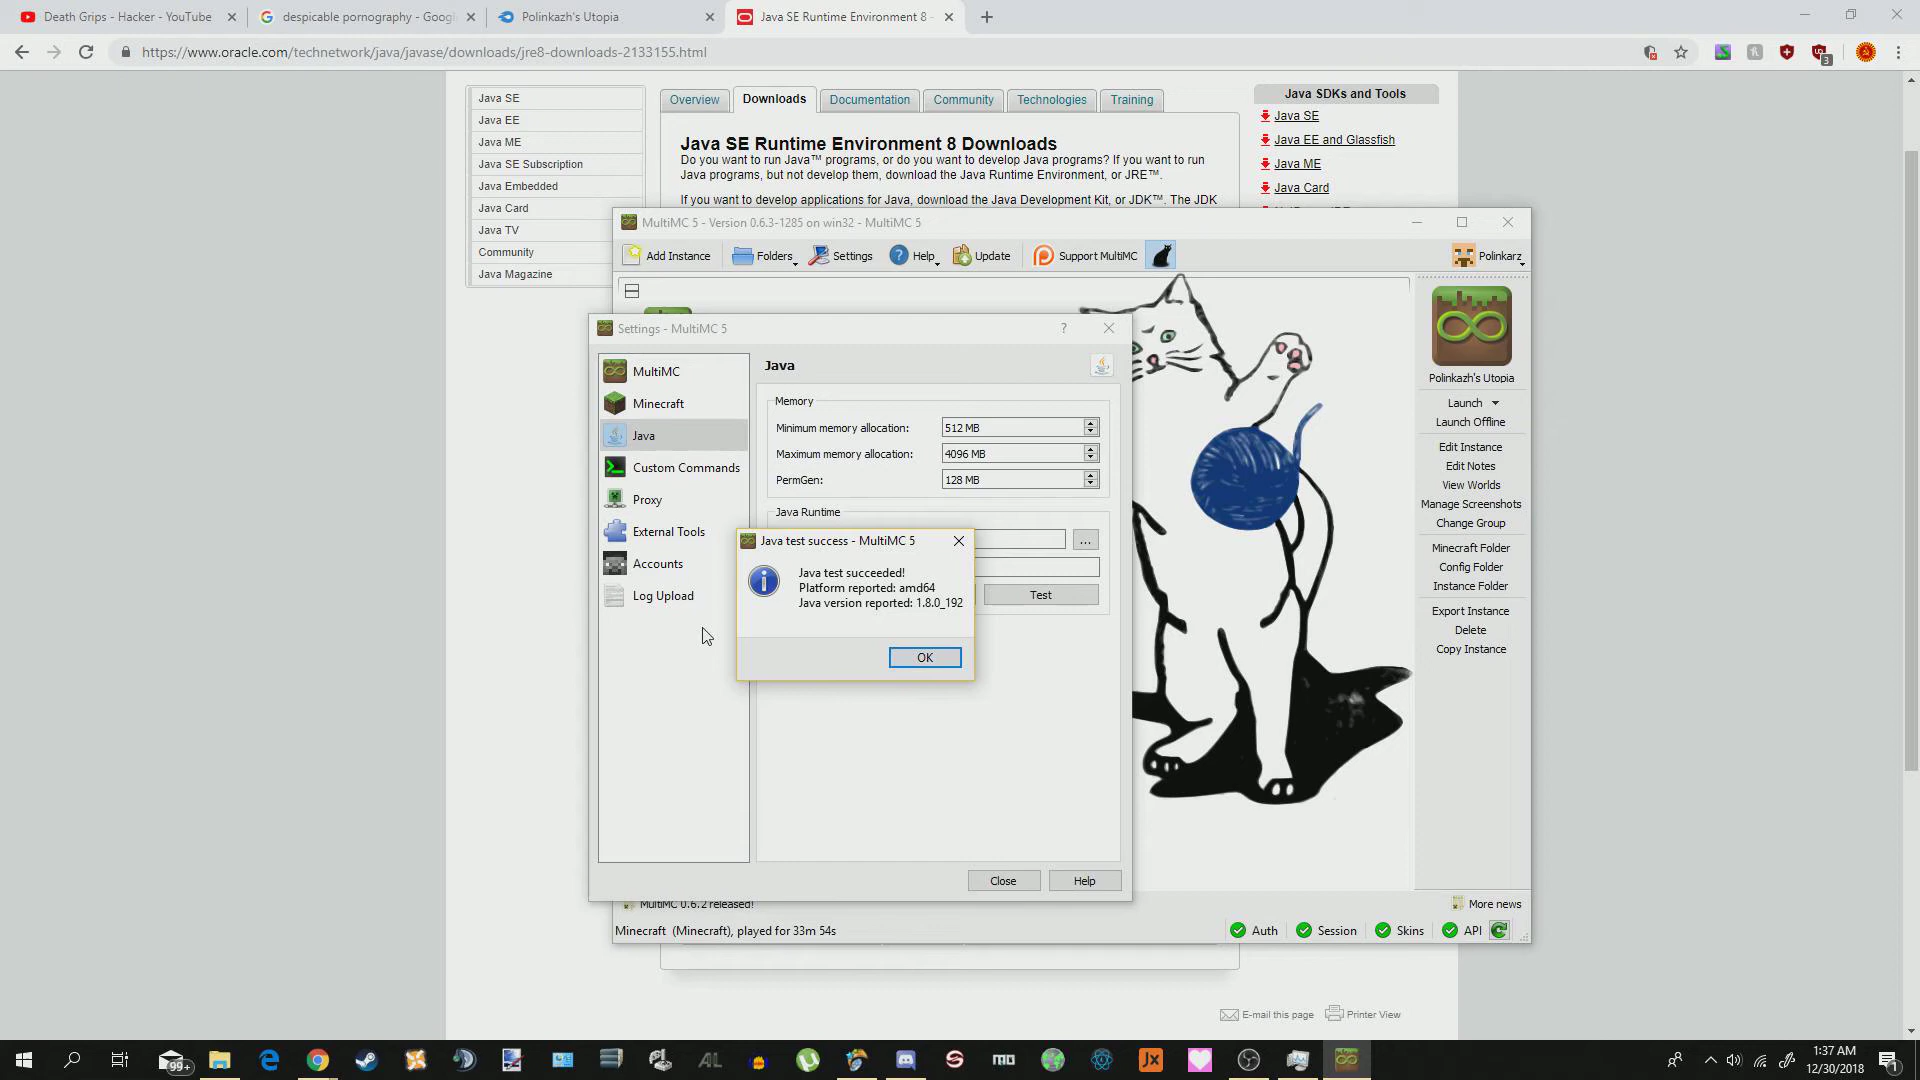 Death Grips - Hacker - YouTube
despicable pornography - Googl
Polinkazh's Utopia
Java SE Runtime Environment 8 -
https://www.oracle.com/technetwork/java/javase/downloads/jre8-downloads-2133155.html
3
Java SE
Java EE
Java ME
Java SE Subscription
Java Embedded
Java Card
Java TV
Community
Java Magazine
Overview
Downloads
Documentation
Community
Technologies
Training
Java SE Runtime Environment 8 Downloads
Do you want to run Java™ programs, or do you want to develop Java programs? If you want to run
Java programs, but not develop them, download the Java Runtime Environment, or JRE™.
If you want to develop applications for Java, download the Java Development Kit, or JDK™. The JDK
Java SDKs and Tools
Java SE
Java EE and Glassfish
Java ME
Java Card
MultiMC 5 - Version 0.6.3-1285 on win32 - MultiMC 5
Add Instance
Folders
Settings
Help
Update
Support MultiMC
Polinkarz
Settings - MultiMC 5
?
MultiMC
Minecraft
Java
Custom Commands
Proxy
External Tools
Accounts
Log Upload
Java
Memory
Minimum memory allocation:
512 MB
Maximum memory allocation:
4096 MB
PermGen:
128 MB
Java Runtime
...
Test
Java test success - MultiMC 5
Java test succeeded!
Platform reported: amd64
Java version reported: 1.8.0_192
OK
Close
Help
Polinkazh's Utopia
Launch
Launch Offline
Edit Instance
Edit Notes
View Worlds
Manage Screenshots
Change Group
Minecraft Folder
Config Folder
Instance Folder
Export Instance
Delete
Copy Instance
MultiMC 0.6.2 released!
More news
Minecraft (Minecraft), played for 33m 54s
Auth
Session
Skins
API
E-mail this page
Printer View
99+
AL
mo
Jx
1:37 AM
12/30/2018
1